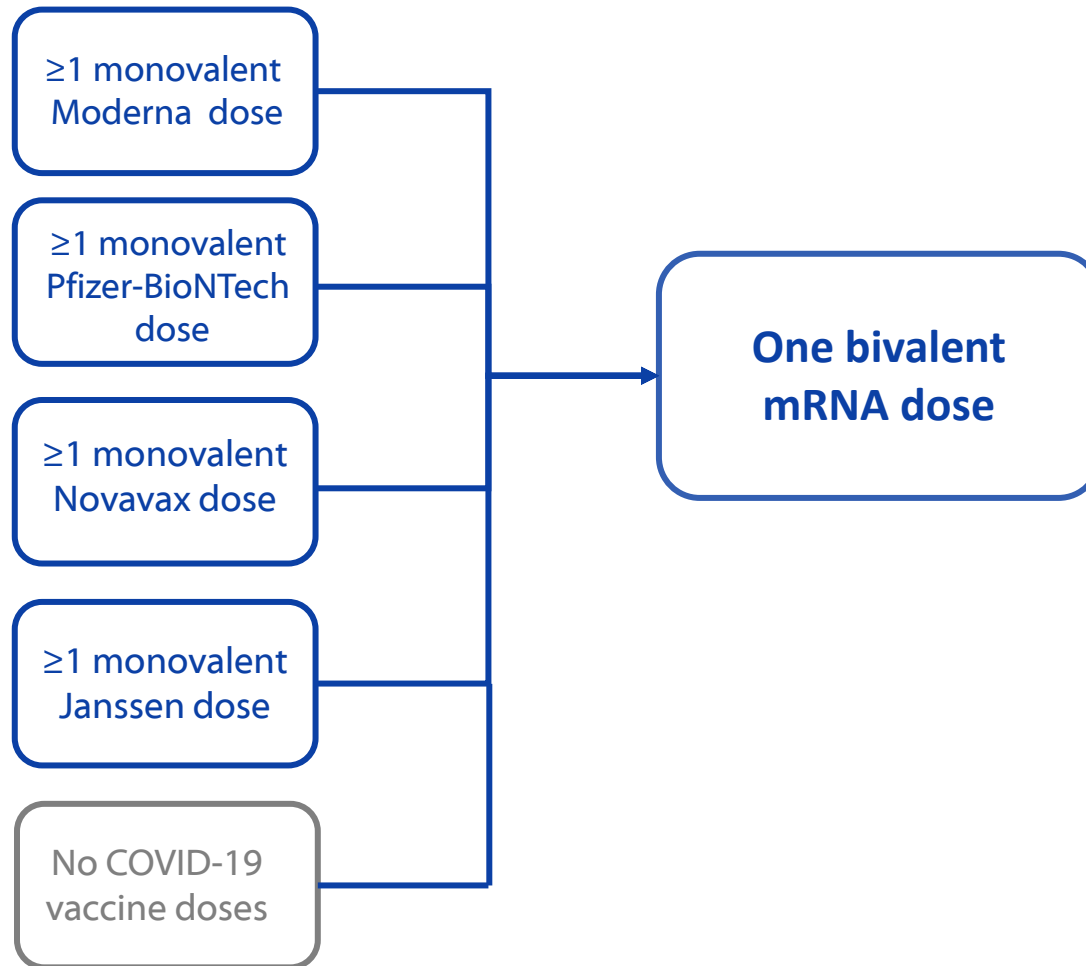 ≥1 monovalent
Moderna dose
≥1 monovalent
Pfizer-BioNTech
dose
≥1 monovalent
Novavax dose
≥1 monovalent
Janssen dose
No COVID-19
vaccine doses
One bivalent
mRNA dose